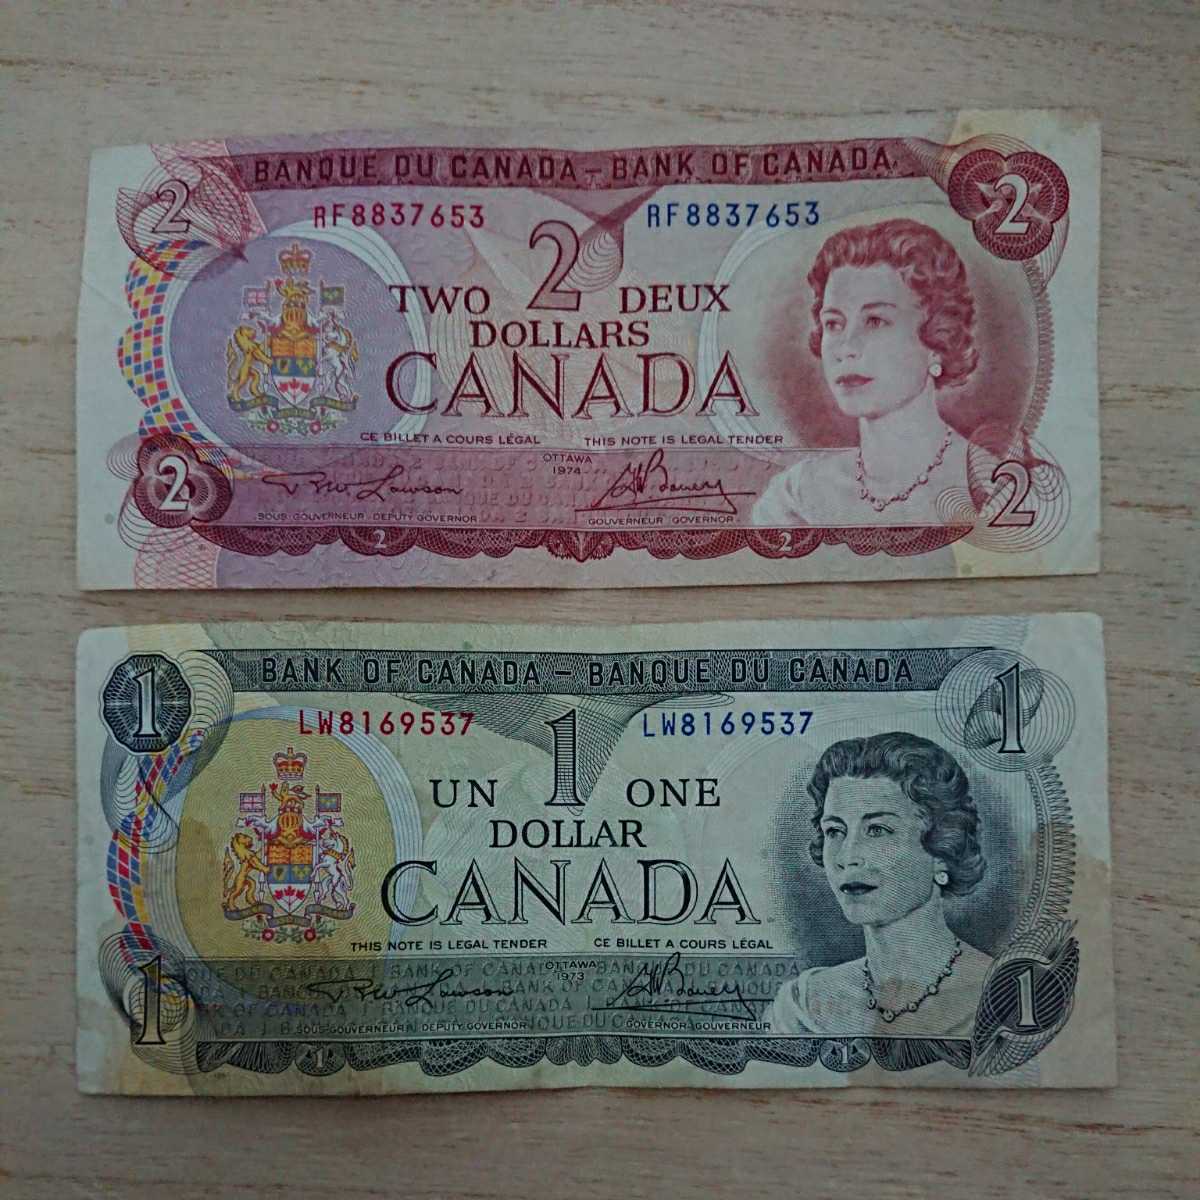 BANQUE DU CANADA – BANK OF CANADA
2 2
RF8837653 RF8837653
2
TWO DEUX
DOLLARS
CANADA
CE BILLET A COURS LÉGAL THIS NOTE IS LEGAL TENDER
OTTAWA
1974
2 2
SOUS-GOUVERNEUR - DEPUTY GOVERNOR GOUVERNEUR - GOVERNOR
2 2
BANK OF CANADA – BANQUE DU CANADA
1 1
LW8169537 LW8169537
1
UN ONE
DOLLAR
CANADA
THIS NOTE IS LEGAL TENDER CE BILLET A COURS LÉGAL
OTTAWA
1973
1 1
SOUS-GOUVERNEUR DEPUTY GOVERNOR GOVERNOR-GOUVERNEUR
1 1